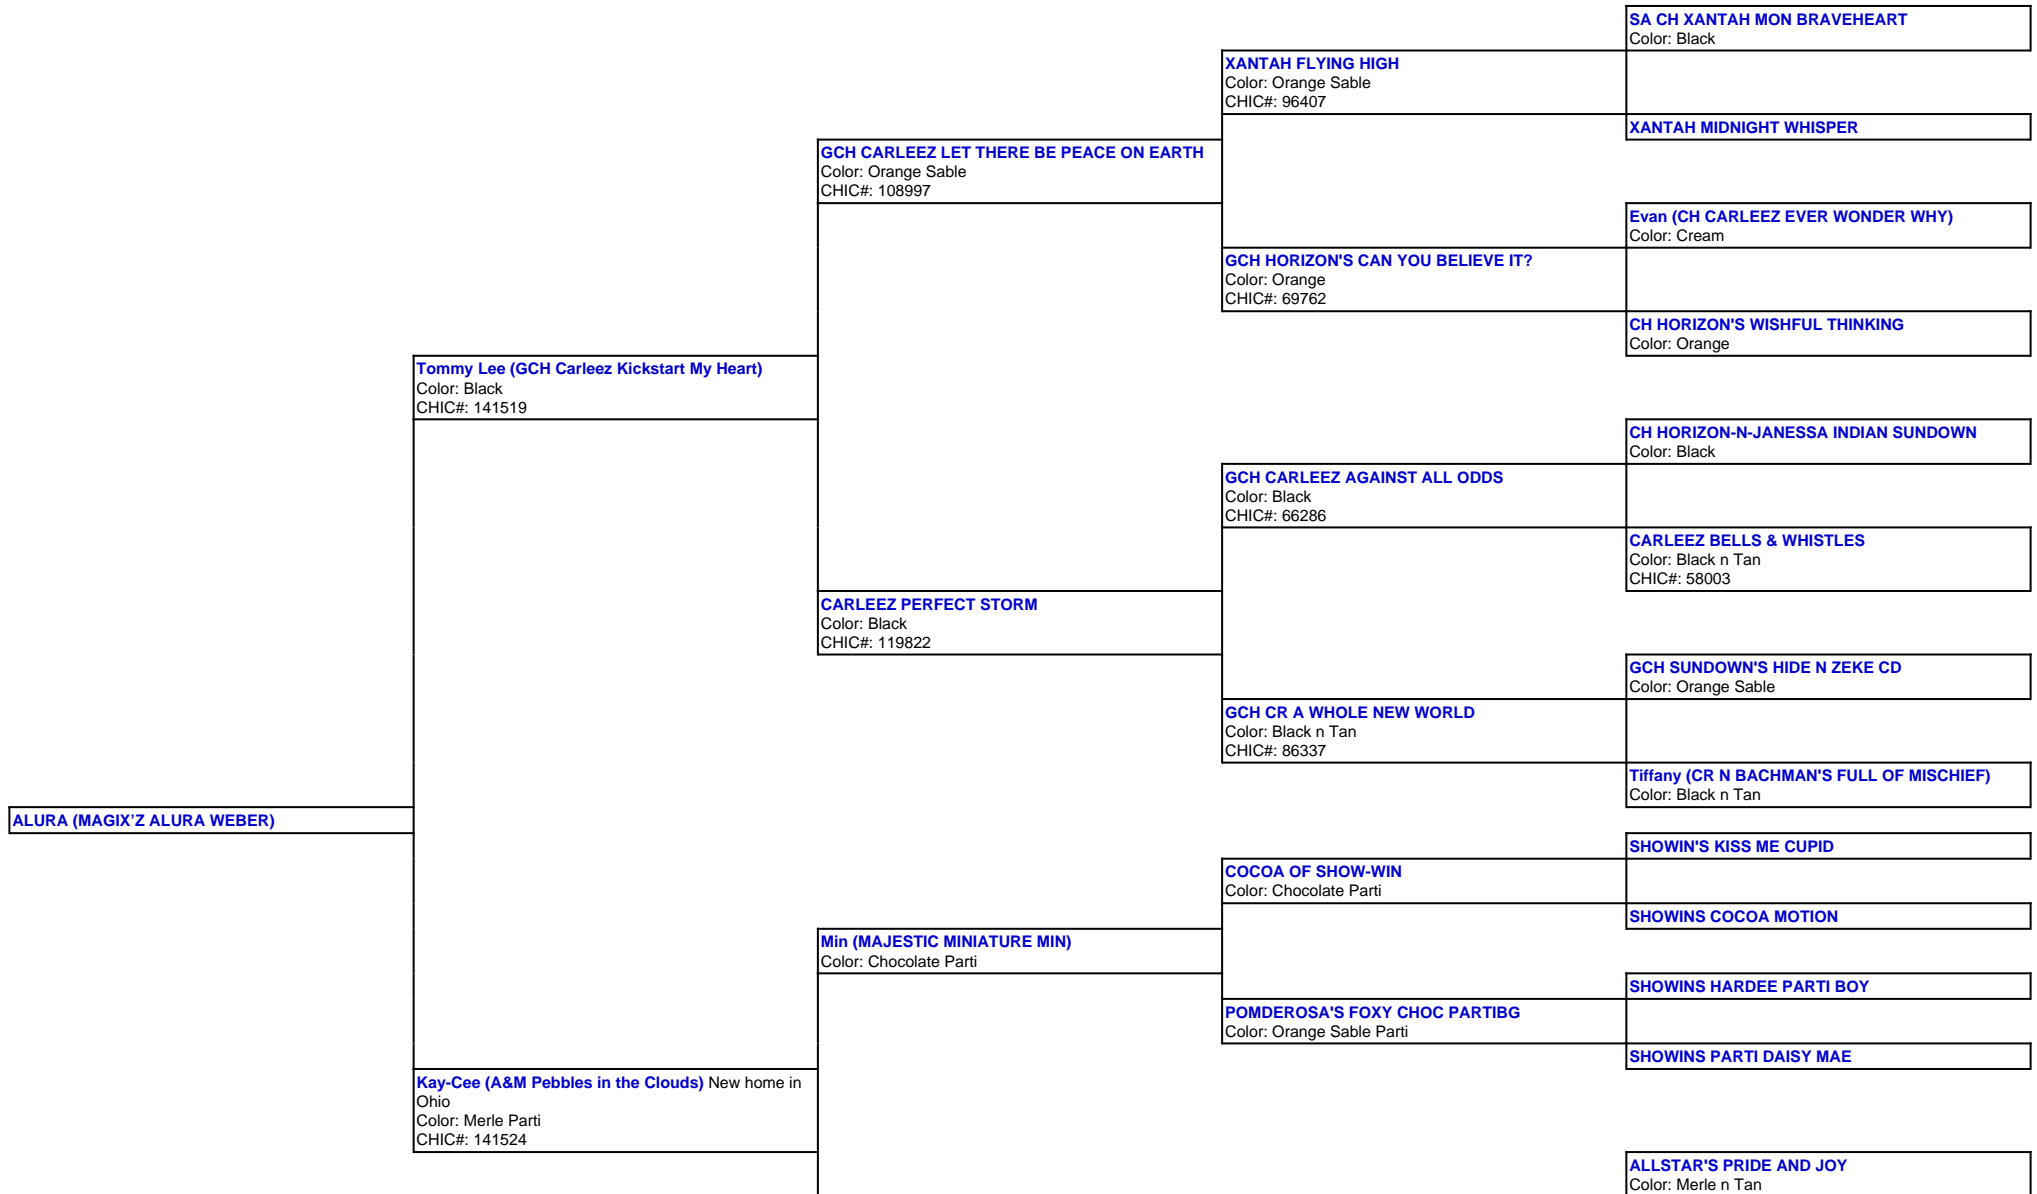 SA CH XANTAH MON BRAVEHEART
Color: Black
XANTAH FLYING HIGH
Color: Orange Sable
CHIC#: 96407
XANTAH MIDNIGHT WHISPER
GCH CARLEEZ LET THERE BE PEACE ON EARTH
Color: Orange Sable
CHIC#: 108997
Evan (CH CARLEEZ EVER WONDER WHY)
Color: Cream
GCH HORIZON'S CAN YOU BELIEVE IT?
Color: Orange
CHIC#: 69762
CH HORIZON'S WISHFUL THINKING
Color: Orange
Tommy Lee (GCH Carleez Kickstart My Heart)
Color: Black
CHIC#: 141519
CH HORIZON-N-JANESSA INDIAN SUNDOWN
Color: Black
GCH CARLEEZ AGAINST ALL ODDS
Color: Black
CHIC#: 66286
CARLEEZ BELLS & WHISTLES
Color: Black n Tan
CHIC#: 58003
CARLEEZ PERFECT STORM
Color: Black
CHIC#: 119822
GCH SUNDOWN'S HIDE N ZEKE CD
Color: Orange Sable
GCH CR A WHOLE NEW WORLD
Color: Black n Tan
CHIC#: 86337
Tiffany (CR N BACHMAN'S FULL OF MISCHIEF)
Color: Black n Tan
ALURA (MAGIX’Z ALURA WEBER)
SHOWIN'S KISS ME CUPID
COCOA OF SHOW-WIN
Color: Chocolate Parti
SHOWINS COCOA MOTION
Min (MAJESTIC MINIATURE MIN)
Color: Chocolate Parti
SHOWINS HARDEE PARTI BOY
POMDEROSA'S FOXY CHOC PARTIBG
Color: Orange Sable Parti
SHOWINS PARTI DAISY MAE
Kay-Cee (A&M Pebbles in the Clouds) New home in
Ohio
Color: Merle Parti
CHIC#: 141524
ALLSTAR'S PRIDE AND JOY
Color: Merle n Tan